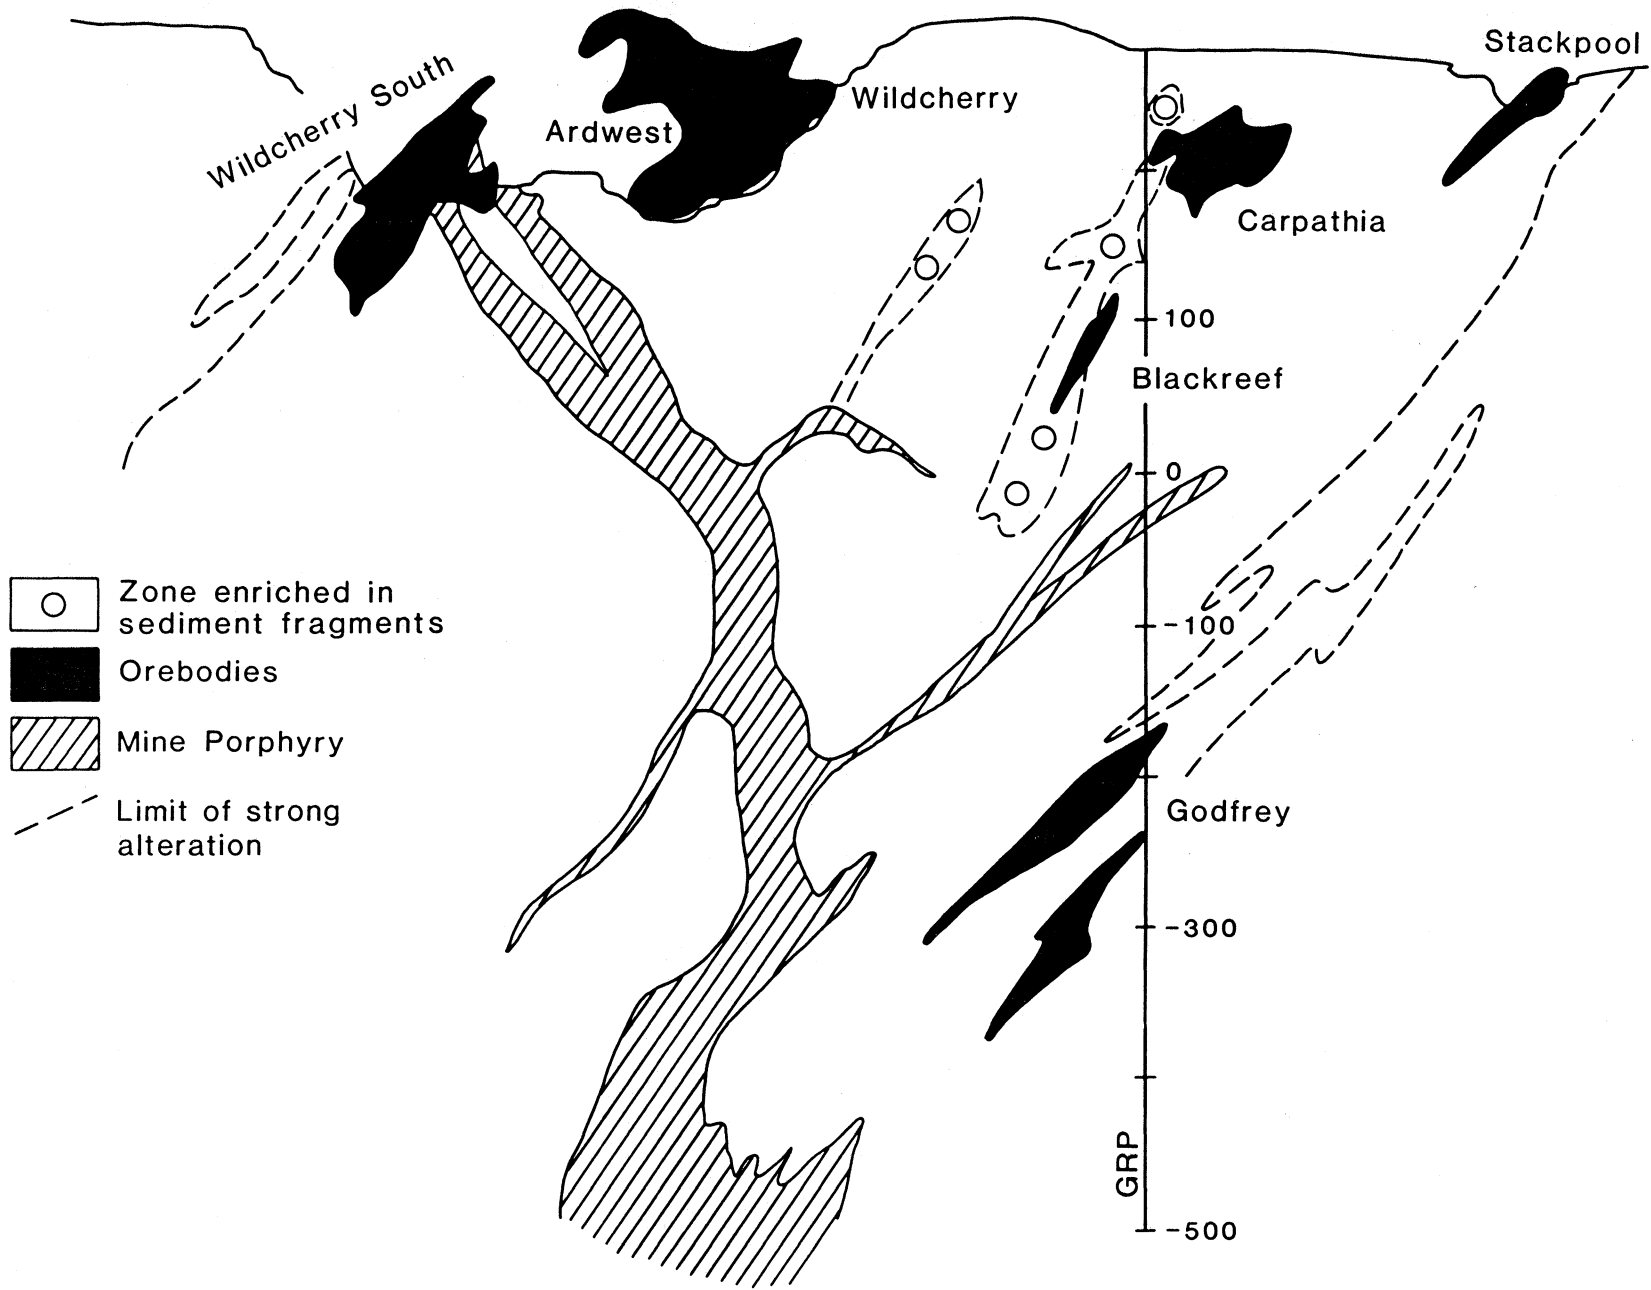 Stackpool
Wildcherry South
Ardwest
Wildcherry
Carpathia
100
Blackreef
0
-100
Godfrey
-300
GRP
-500
Zone enriched in
sediment fragments
Orebodies
Mine Porphyry
Limit of strong
alteration